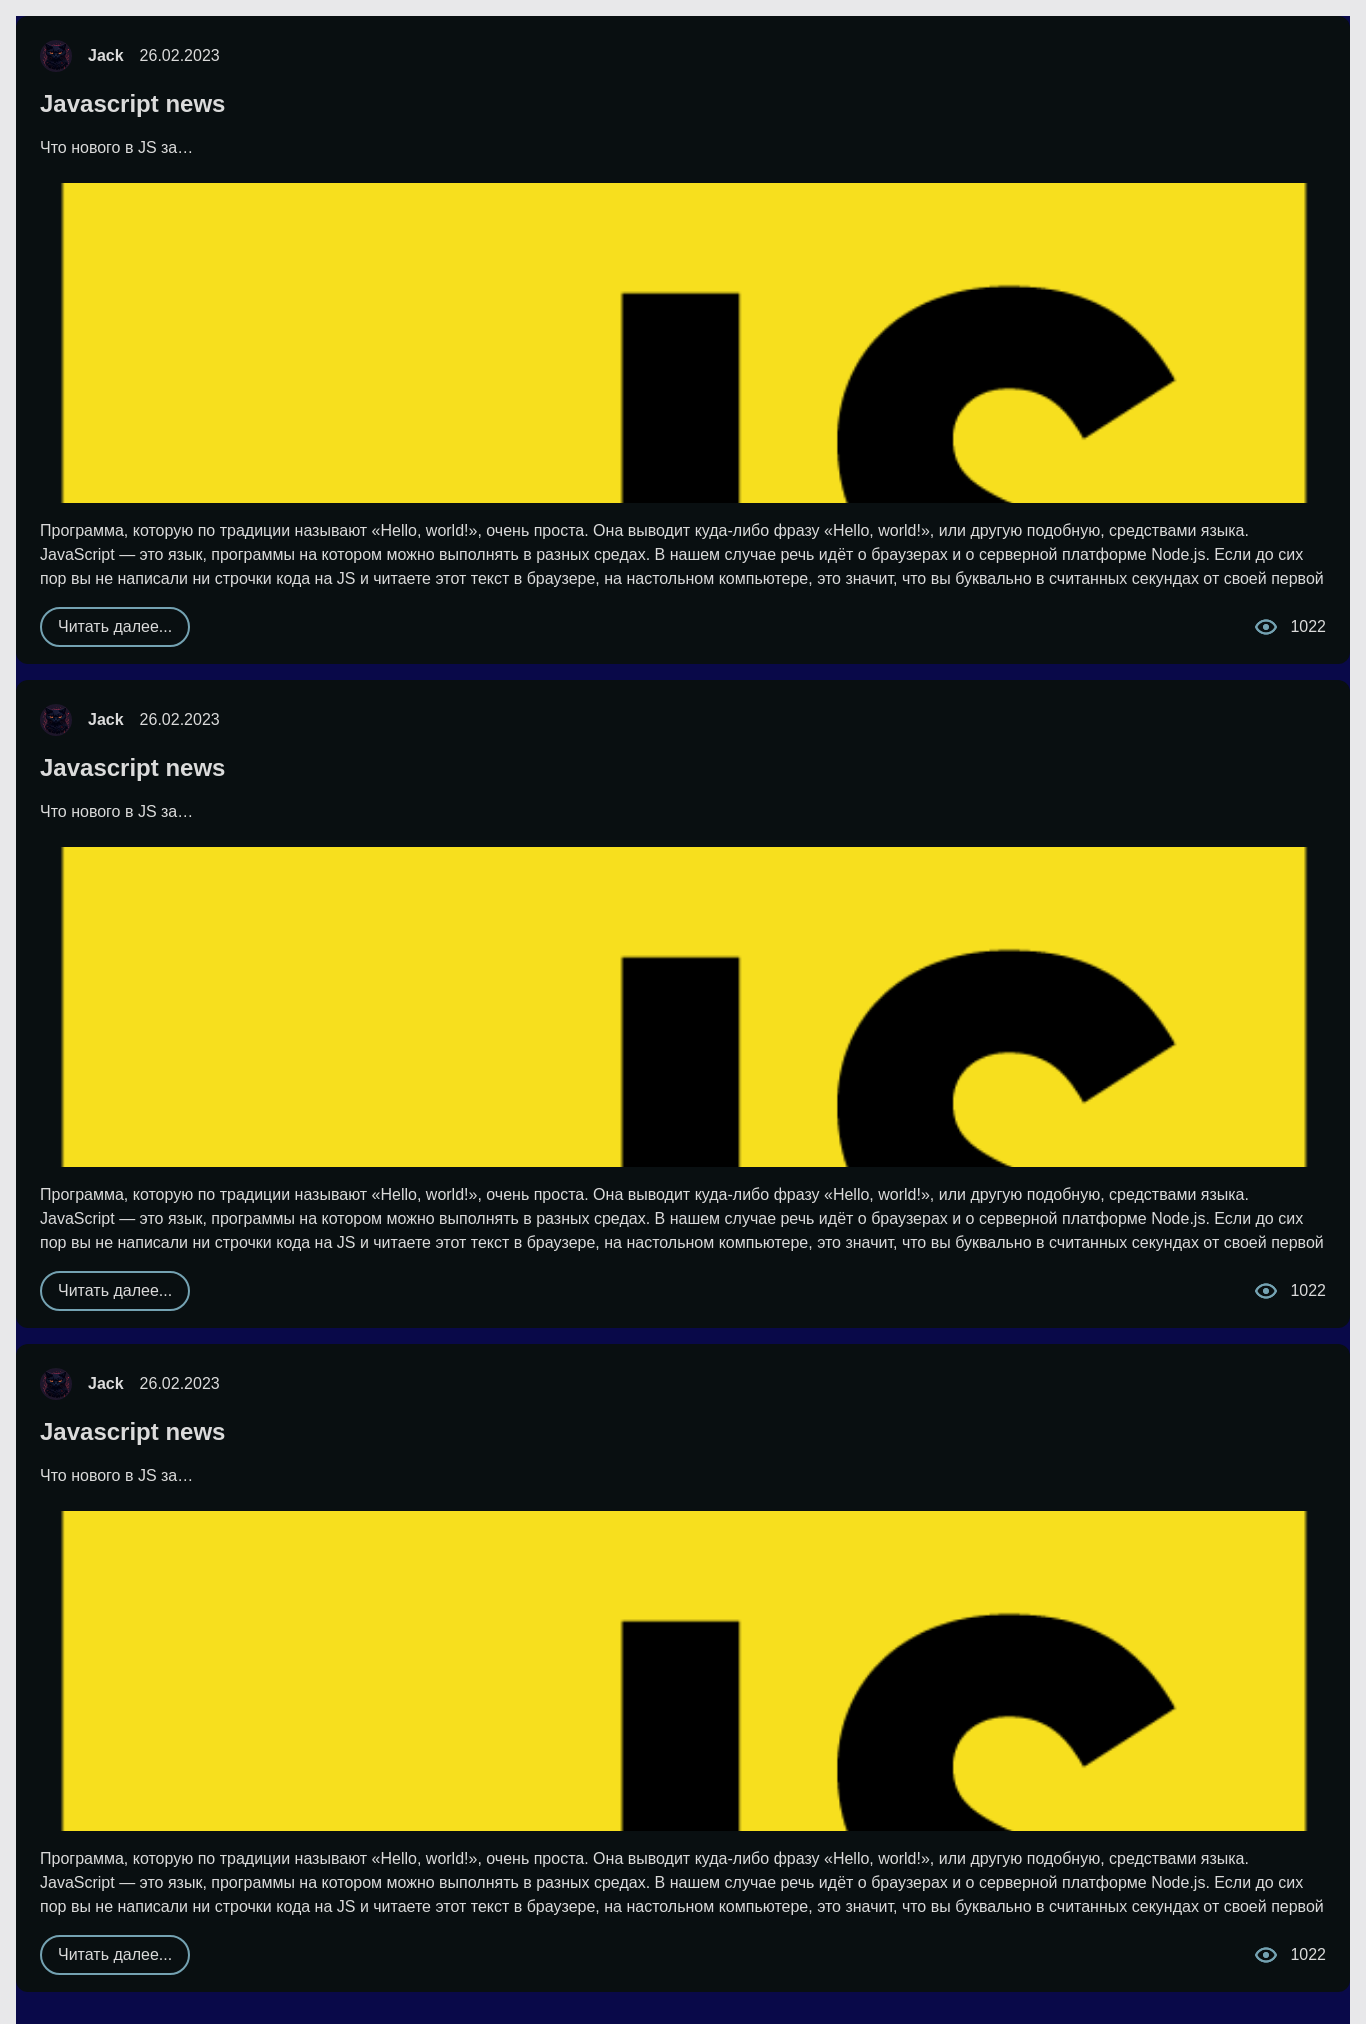 Jack 26.02.2023
Javascript news
Что нового в JS за…
JS
Программа, которую по традиции называют «Hello, world!», очень проста. Она выводит куда-либо фразу «Hello, world!», или другую подобную, средствами языка.
JavaScript — это язык, программы на котором можно выполнять в разных средах. В нашем случае речь идёт о браузерах и о серверной платформе Node.js. Если до сих
пор вы не написали ни строчки кода на JS и читаете этот текст в браузере, на настольном компьютере, это значит, что вы буквально в считанных секундах от своей первой
Читать далее... 1022
Jack 26.02.2023
Javascript news
Что нового в JS за…
JS
Программа, которую по традиции называют «Hello, world!», очень проста. Она выводит куда-либо фразу «Hello, world!», или другую подобную, средствами языка.
JavaScript — это язык, программы на котором можно выполнять в разных средах. В нашем случае речь идёт о браузерах и о серверной платформе Node.js. Если до сих
пор вы не написали ни строчки кода на JS и читаете этот текст в браузере, на настольном компьютере, это значит, что вы буквально в считанных секундах от своей первой
Читать далее... 1022
Jack 26.02.2023
Javascript news
Что нового в JS за…
JS
Программа, которую по традиции называют «Hello, world!», очень проста. Она выводит куда-либо фразу «Hello, world!», или другую подобную, средствами языка.
JavaScript — это язык, программы на котором можно выполнять в разных средах. В нашем случае речь идёт о браузерах и о серверной платформе Node.js. Если до сих
пор вы не написали ни строчки кода на JS и читаете этот текст в браузере, на настольном компьютере, это значит, что вы буквально в считанных секундах от своей первой
Читать далее... 1022